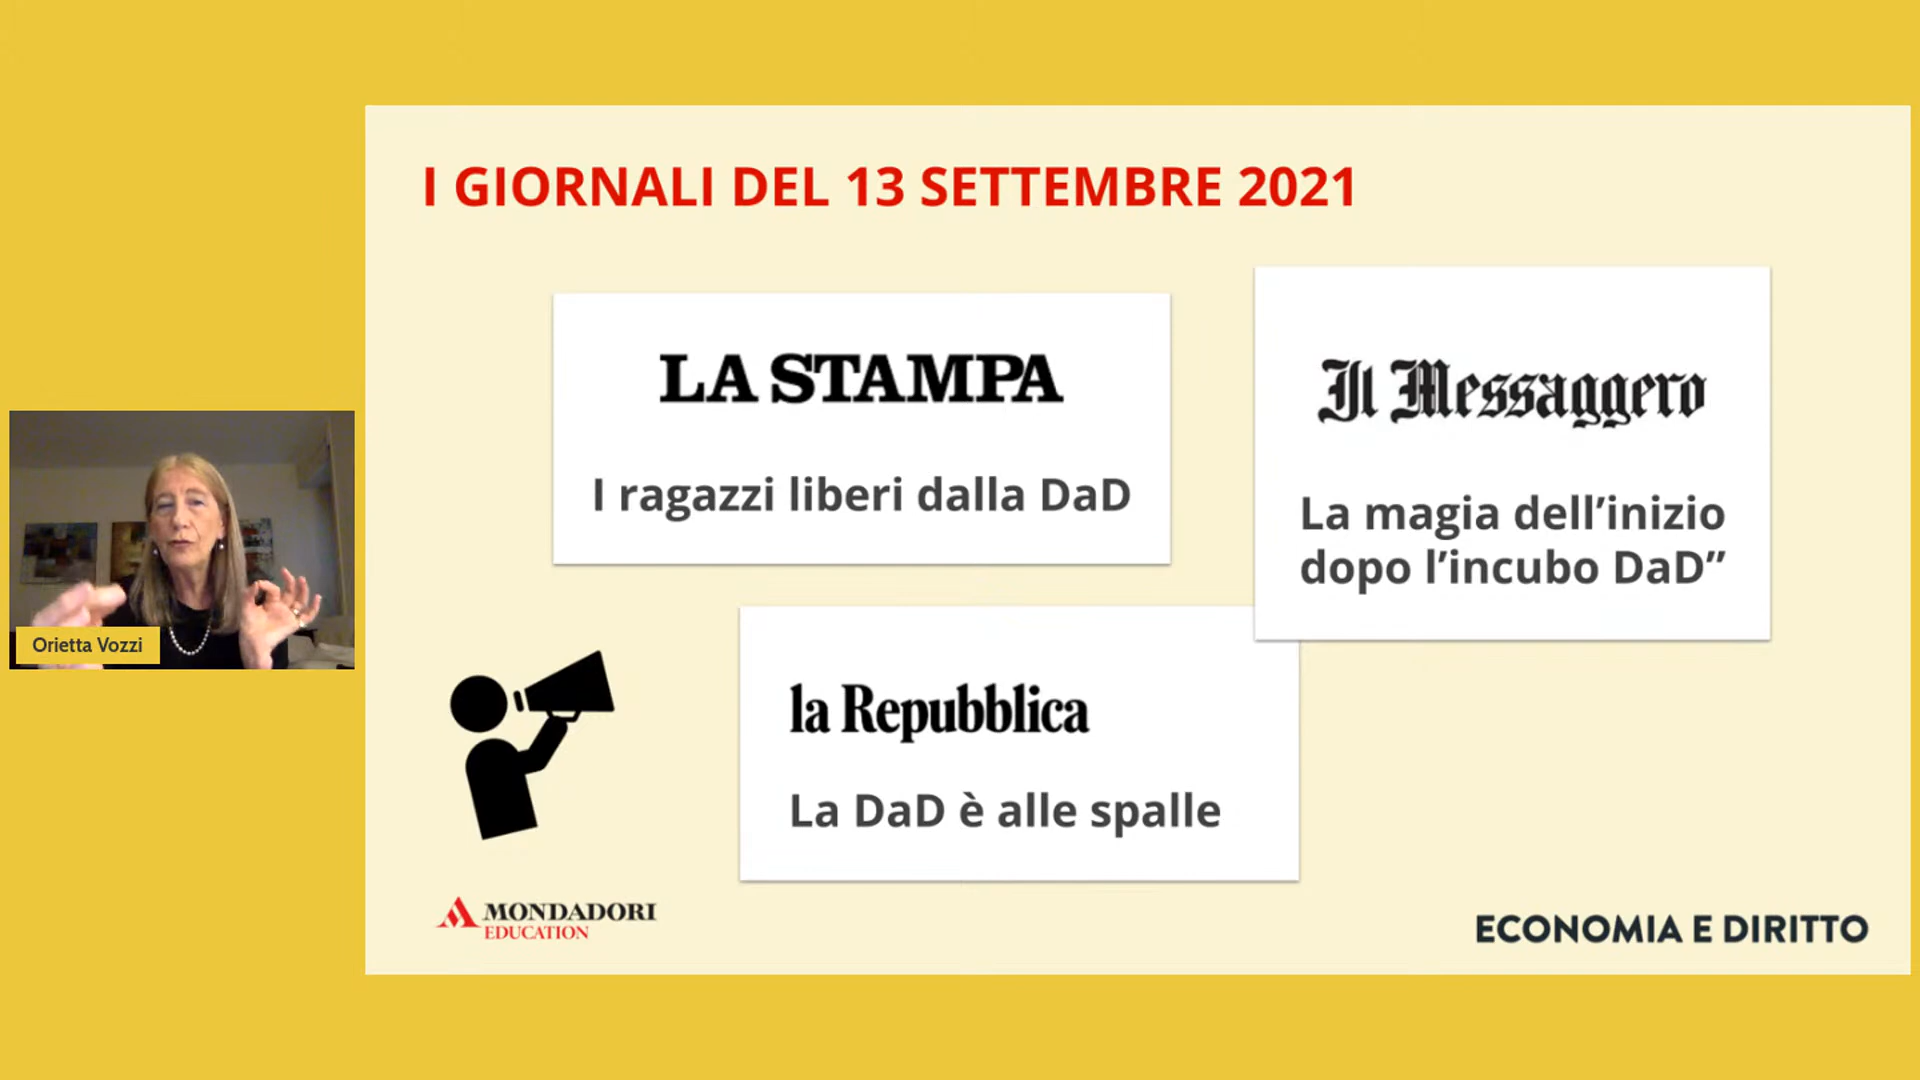 I GIORNALI DEL 13 SETTEMBRE 2021
LA STAMPA
I ragazzi liberi dalla DaD
Il Messaggero
La magia dell’inizio
dopo l’incubo DaD”
la Repubblica
La DaD è alle spalle
Orietta Vozzi
MONDADORI
EDUCATION
ECONOMIA E DIRITTO